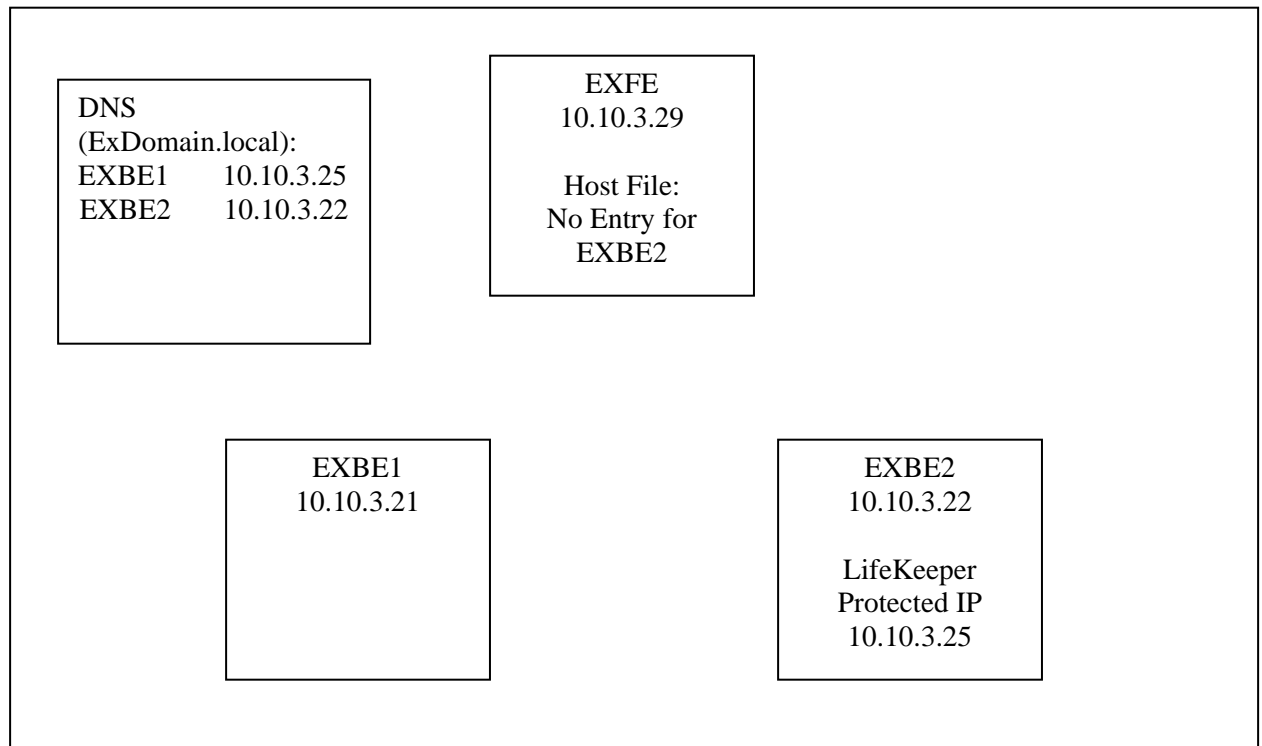 DNS
(ExDomain.local):
EXBE1 10.10.3.25
EXBE2 10.10.3.22
EXFE
10.10.3.29
Host File:
No Entry for
EXBE2
EXBE1
10.10.3.21
EXBE2
10.10.3.22
LifeKeeper
Protected IP
10.10.3.25